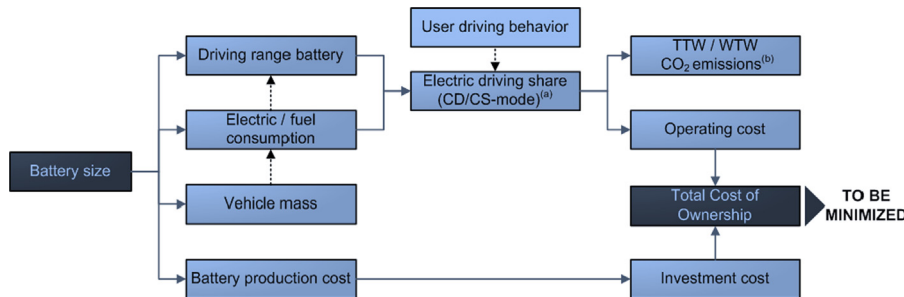 User driving behavior
Driving range battery
TTW / WTW
CO₂ emissions⁽ᵇ⁾
Electric driving share
(CD/CS-mode)⁽ᵃ⁾
Electric / fuel
consumption
Operating cost
Battery size
Vehicle mass
Total Cost of
Ownership
TO BE
MINIMIZED
Battery production cost
Investment cost